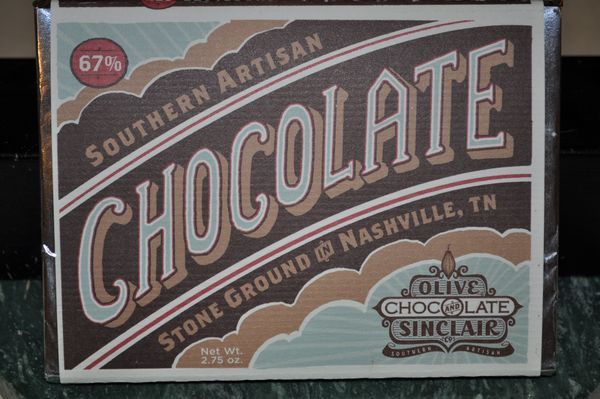 67%
SOUTHERN ARTISAN
CHOCOLATE
STONE GROUND IN NASHVILLE, TN
Net Wt.
2.75 oz.
OLIVE
AND
CHOCOLATE
SINCLAIR
CO
SOUTHERN ARTISAN